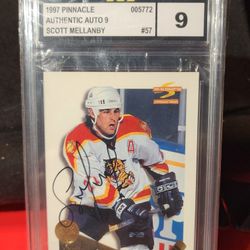 1997 PINNACLE
005772
AUTHENTIC AUTO 9
SCOTT MELLANBY
#57
9